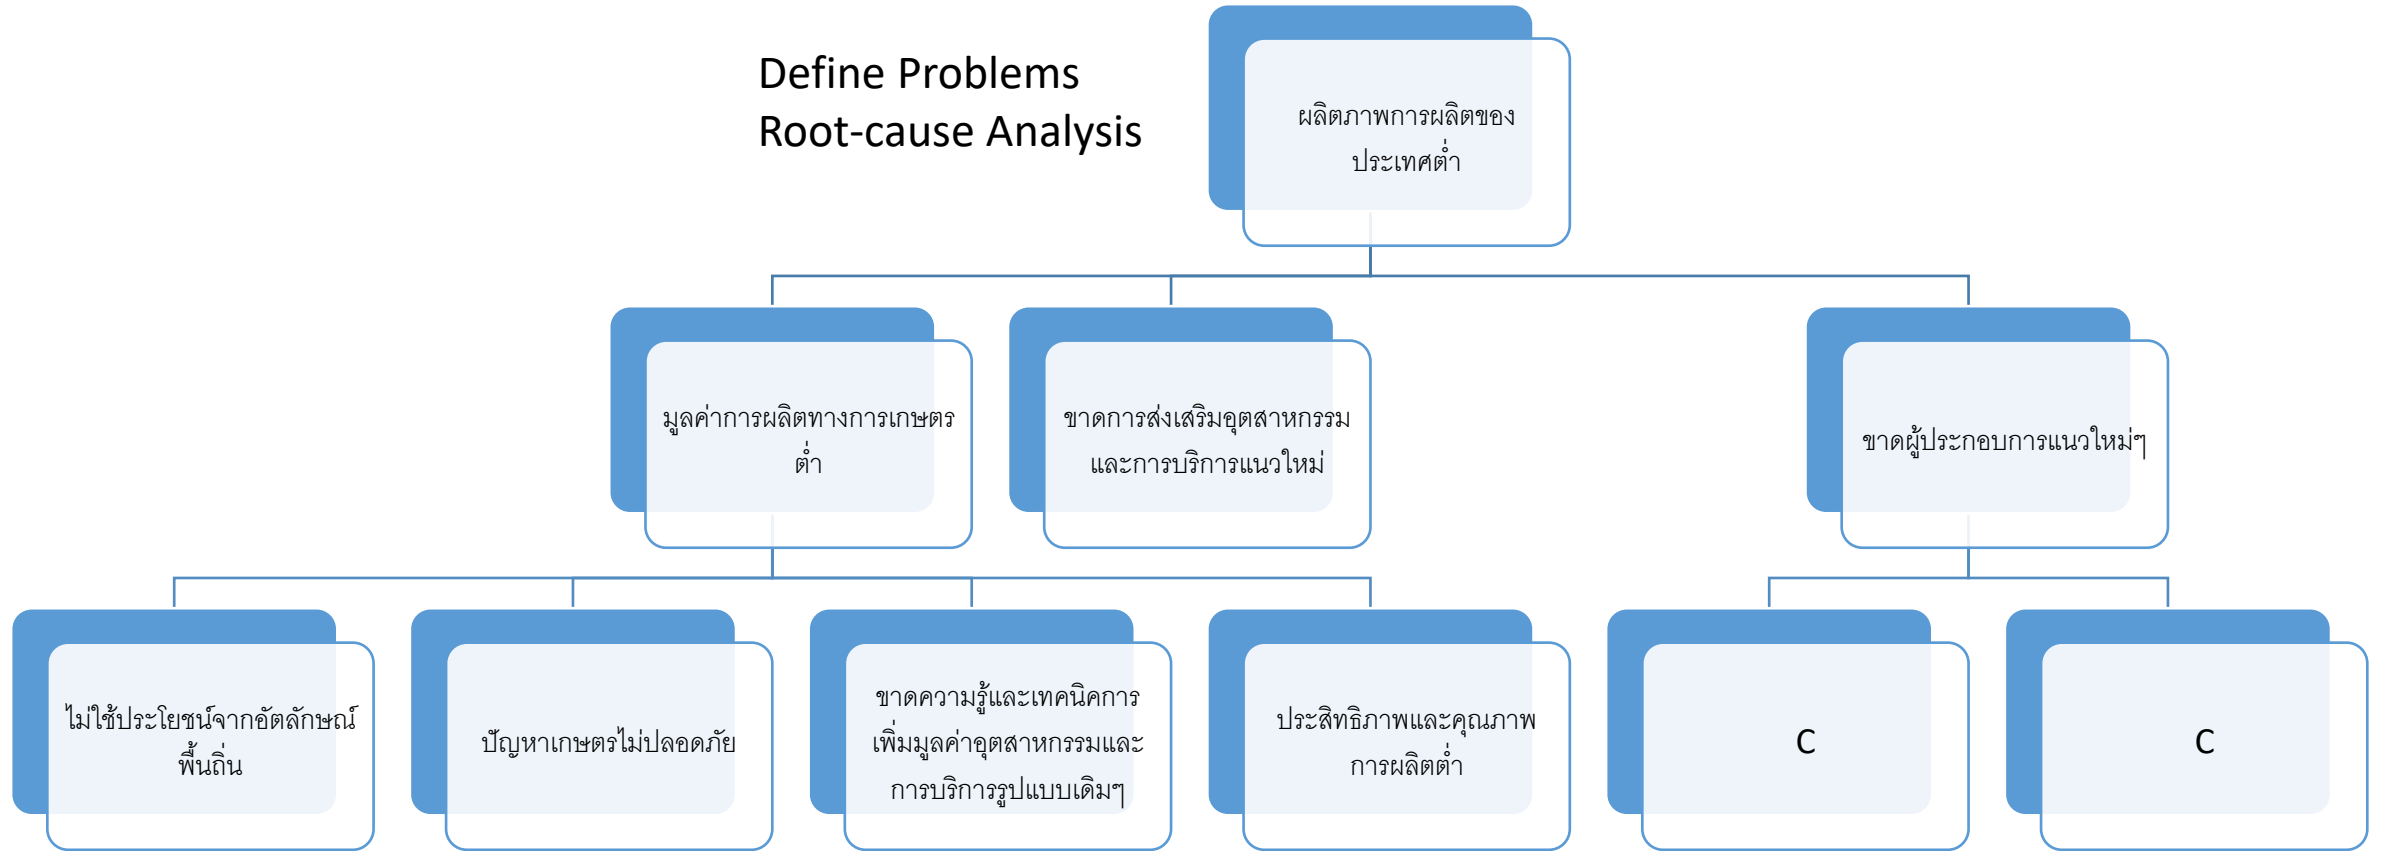 Define Problems
Root-cause Analysis
ผลิตภาพการผลิตของ
ประเทศต่ำ
มูลค่าการผลิตทางการเกษตร
ต่ำ
ขาดการส่งเสริมอุตสาหกรรม
และการบริการแนวใหม่
ขาดผู้ประกอบการแนวใหม่ๆ
ไม่ใช้ประโยชน์จากอัตลักษณ์
พื้นถิ่น
ปัญหาเกษตรไม่ปลอดภัย
ขาดความรู้และเทคนิคการ
เพิ่มมูลค่าอุตสาหกรรมและ
การบริการรูปแบบเดิมๆ
ประสิทธิภาพและคุณภาพ
การผลิตต่ำ
C
C